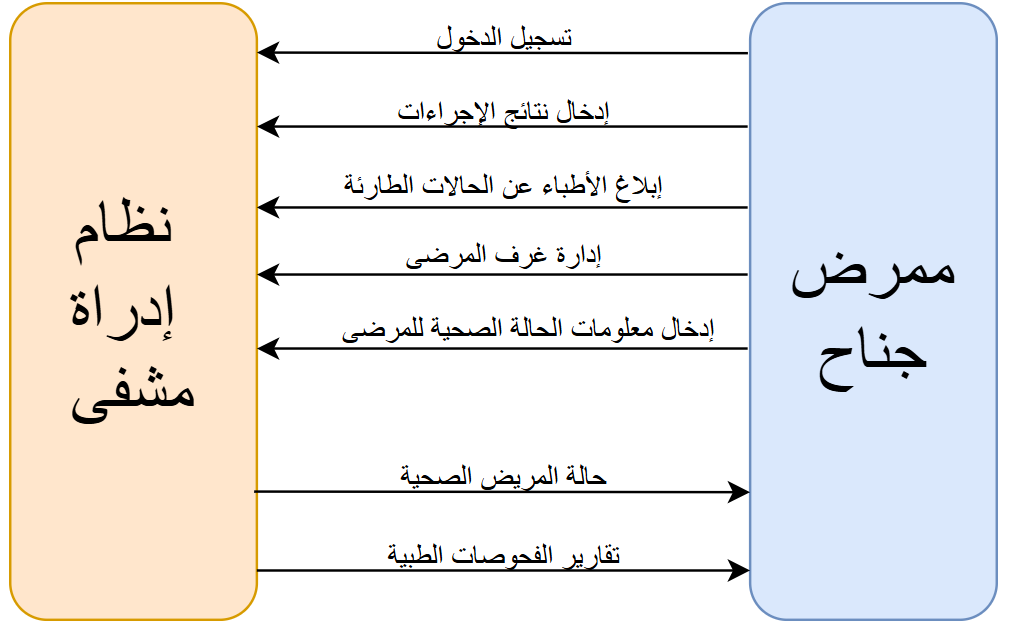 تسجيل الدخول
إدخال نتائج الإجراءات
إبلاغ الأطباء عن الحالات الطارئة
إدارة غرف المرضى
إدخال معلومات الحالة الصحية للمرضى
حالة المريض الصحية
تقارير الفحوصات الطبية
ممرض
جناح
نظام
إدراة
مشفى